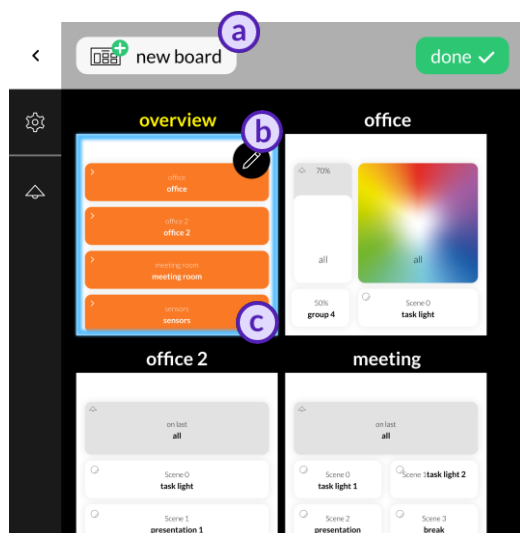 a
new board
done
overview
office
b
office
office
office 2
office 2
meeting room
meeting room
sensors
sensors
c
70%
all
all
50%
group 4
Scene 0
task light
office 2
meeting
on last
all
Scene 0
task light
Scene 1
presentation 1
on last
all
Scene 0
task light 1
Scene 1 task light 2
Scene 2
presentation
Scene 3
break